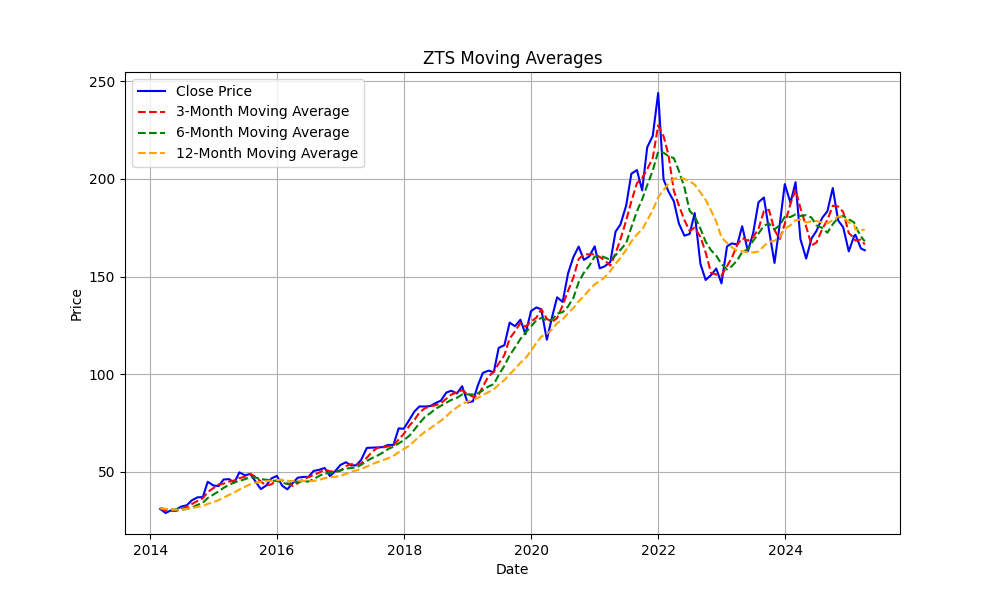 ZTS Moving Averages
Close Price
3-Month Moving Average
6-Month Moving Average
12-Month Moving Average
250
200
150
100
50
Price
2014 2016 2018 2020 2022 2024
Date